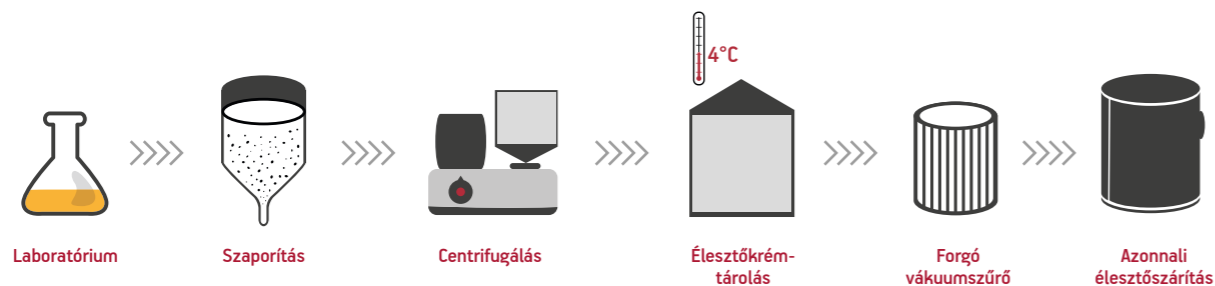 4°C
Laboratórium
Szaporítás
Centrifugálás
Élesztőkrém-
tárolás
Forgó
vákuumszűrő
Azonnali
élesztőszárítás